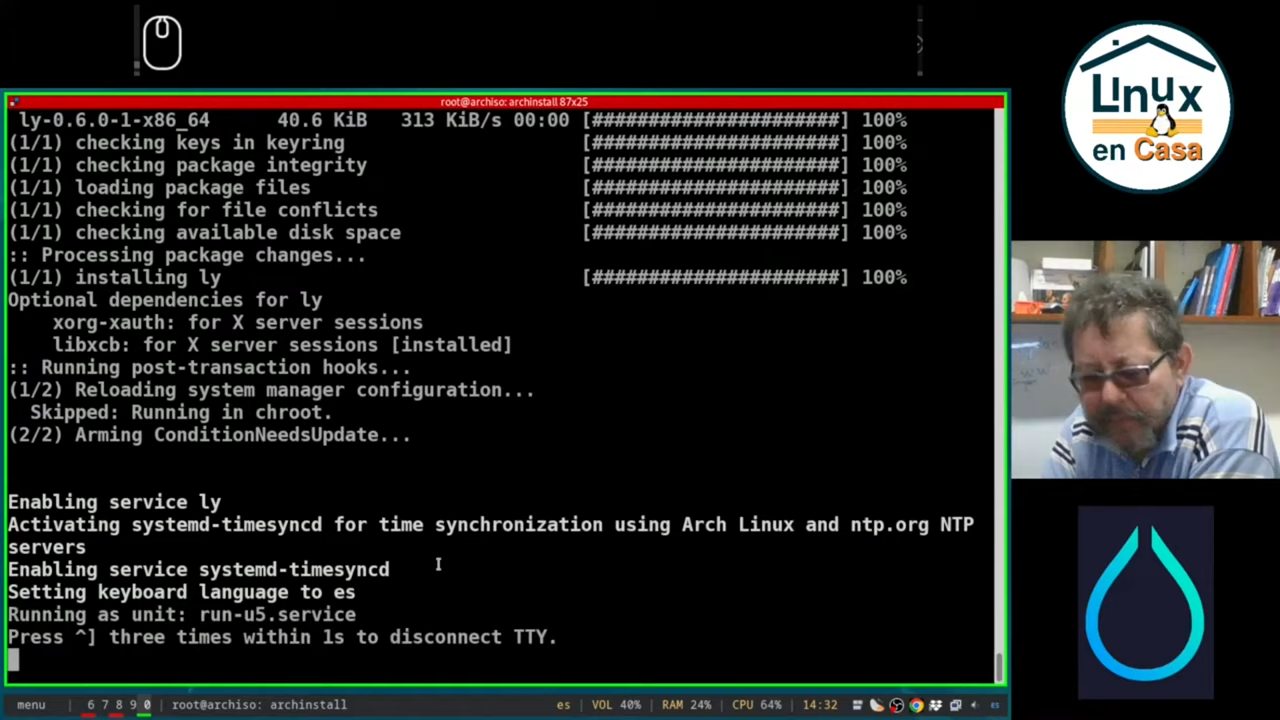 root@archiso: archinstall 87x25
ly-0.6.0-1-x86_64 40.6 KiB 313 KiB/s 00:00 [######################] 100%
(1/1) checking keys in keyring [######################] 100%
(1/1) checking package integrity [######################] 100%
(1/1) loading package files [######################] 100%
(1/1) checking for file conflicts [######################] 100%
(1/1) checking available disk space [######################] 100%
:: Processing package changes...
(1/1) installing ly [######################] 100%
Optional dependencies for ly
xorg-xauth: for X server sessions
libxcb: for X server sessions [installed]
:: Running post-transaction hooks...
(1/2) Reloading system manager configuration...
Skipped: Running in chroot.
(2/2) Arming ConditionNeedsUpdate...
Enabling service ly
Activating systemd-timesyncd for time synchronization using Arch Linux and ntp.org NTP
servers
Enabling service systemd-timesyncd
Setting keyboard language to es
Running as unit: run-u5.service
Press ^] three times within 1s to disconnect TTY.
menu 6 7 8 9 0 root@archiso: archinstall es VOL 40% RAM 24% CPU 64% 14:32 es
Linux
en Casa